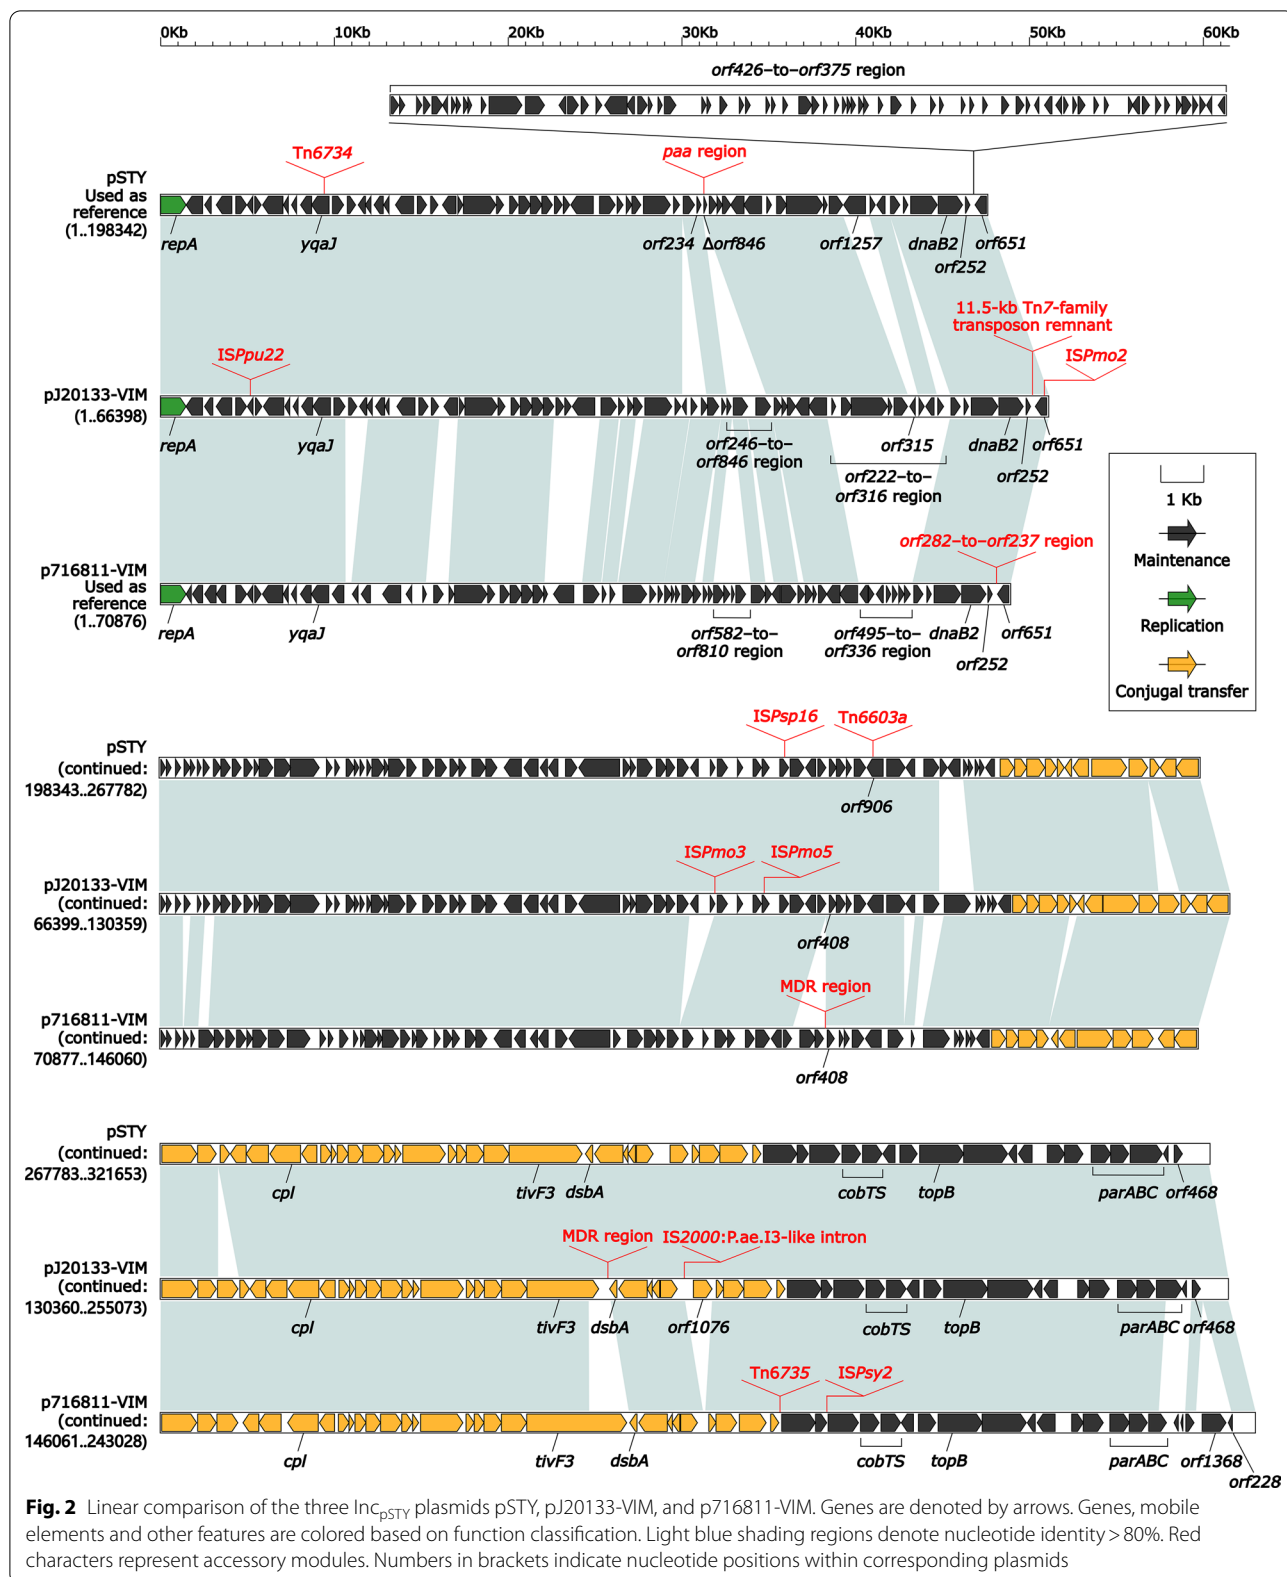 0Kb 10Kb 20Kb 30Kb 40Kb 50Kb 60Kb
orf426–to–orf375 region
Tn6734 paa region
pSTY
Used as
reference
(1..198342)
repA yqaJ orf234 Δorf846 orf1257 dnaB2 orf651
orf252
11.5-kb Tn7-family
transposon remnant
ISPpu22 ISPmo2
pJ20133-VIM
(1..66398)
repA yqaJ orf246–to– orf315 dnaB2 orf651
orf846 region
orf222–to– orf252
orf316 region
1 Kb
Maintenance
Replication
Conjugal transfer
orf282–to–orf237 region
p716811-VIM
Used as
reference
(1..70876)
repA yqaJ orf582–to– orf495–to– dnaB2 orf651
orf810 region orf336 region orf252
ISPsp16 Tn6603a
pSTY
(continued:
198343..267782)
orf906
ISPmo3 ISPmo5
pJ20133-VIM
(continued:
66399..130359)
orf408
MDR region
p716811-VIM
(continued:
70877..146060)
orf408
pSTY
(continued:
267783..321653)
cpl tivF3 dsbA cobTS topB parABC orf468
MDR region IS2000:P.ae.I3-like intron
pJ20133-VIM
(continued:
130360..255073)
cpl tivF3 dsbA orf1076 cobTS topB parABC orf468
Tn6735 ISPsy2
p716811-VIM
(continued:
146061..243028)
cpl tivF3 dsbA cobTS topB parABC orf1368
orf228
Fig. 2 Linear comparison of the three IncpSTY plasmids pSTY, pJ20133-VIM, and p716811-VIM. Genes are denoted by arrows. Genes, mobile
elements and other features are colored based on function classification. Light blue shading regions denote nucleotide identity > 80%. Red
characters represent accessory modules. Numbers in brackets indicate nucleotide positions within corresponding plasmids